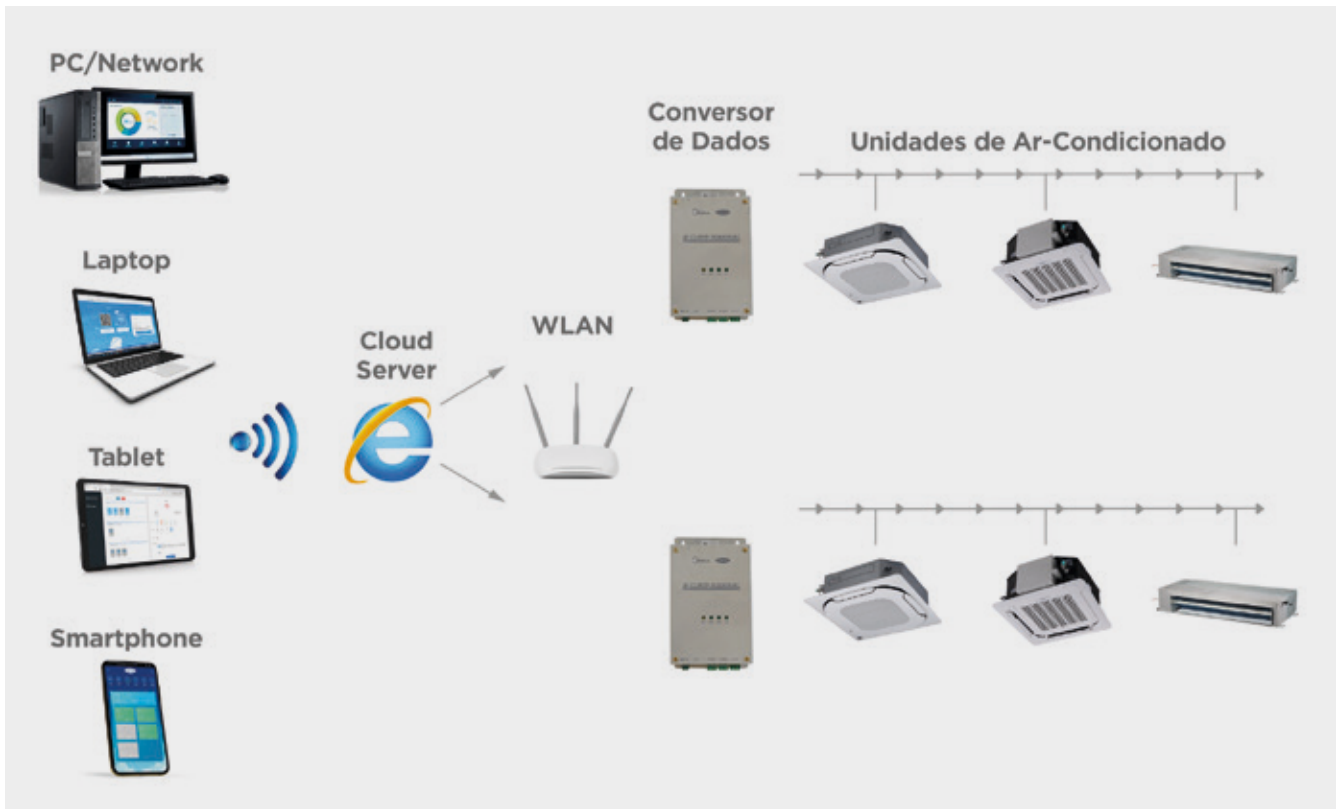 PC/Network
Laptop
Tablet
Smartphone
Cloud
Server
WLAN
Conversor
de Dados
Unidades de Ar-Condicionado